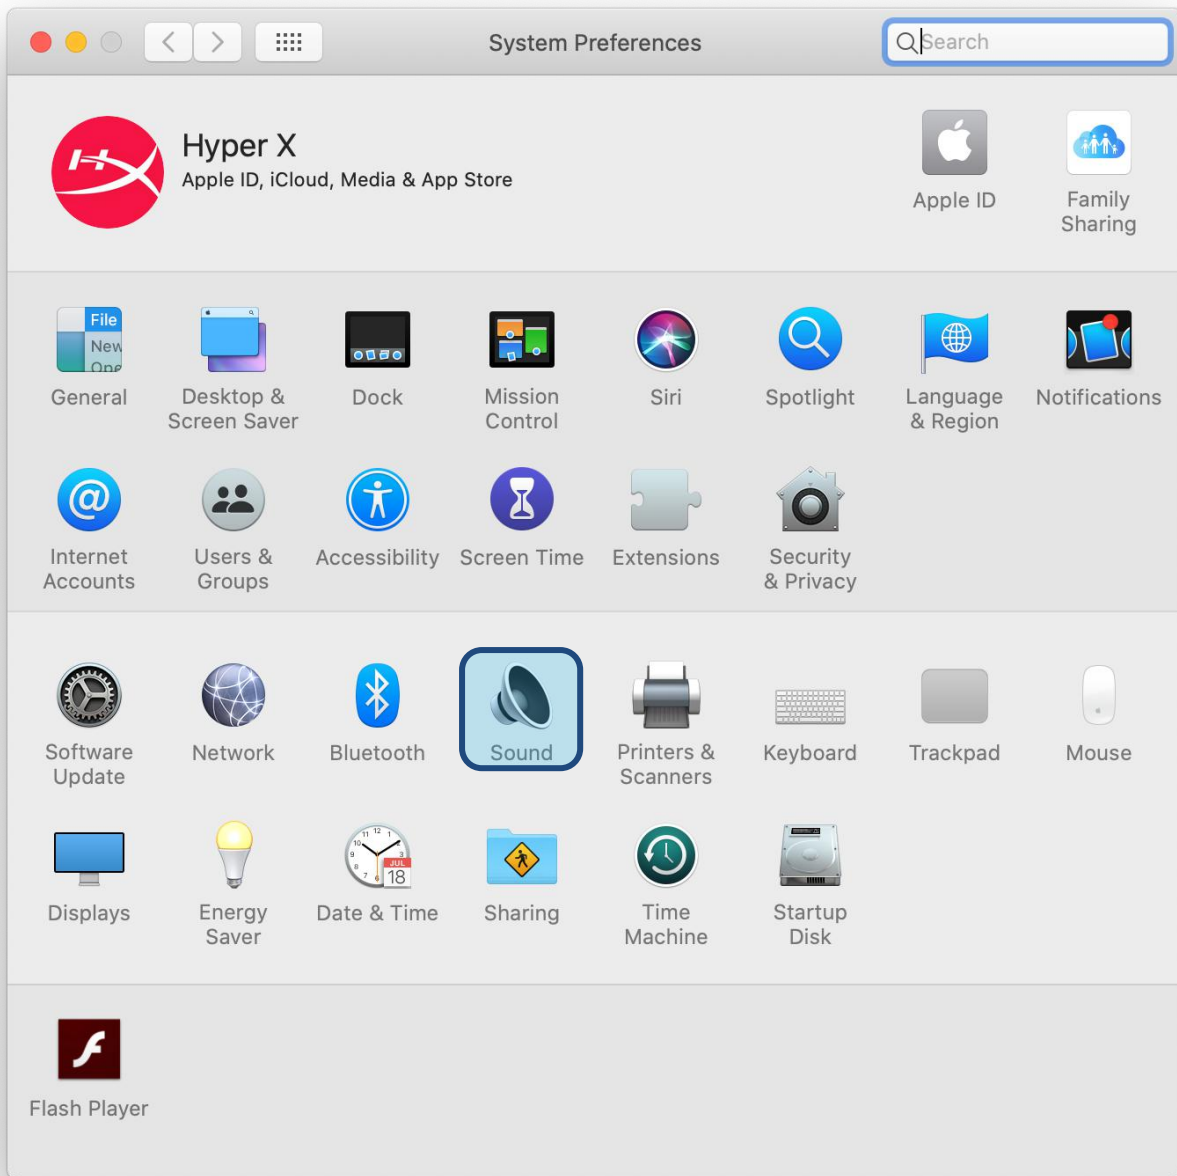 System Preferences
Search
Hyper X
Apple ID, iCloud, Media & App Store
Apple ID
Family
Sharing
File
New
Ope
General
Desktop &
Screen Saver
Dock
Mission
Control
Siri
Spotlight
Language
& Region
Notifications
Internet
Accounts
Users &
Groups
Accessibility
Screen Time
Extensions
Security
& Privacy
Software
Update
Network
Bluetooth
Sound
Printers &
Scanners
Keyboard
Trackpad
Mouse
JUL
18
Displays
Energy
Saver
Date & Time
Sharing
Time
Machine
Startup
Disk
Flash Player